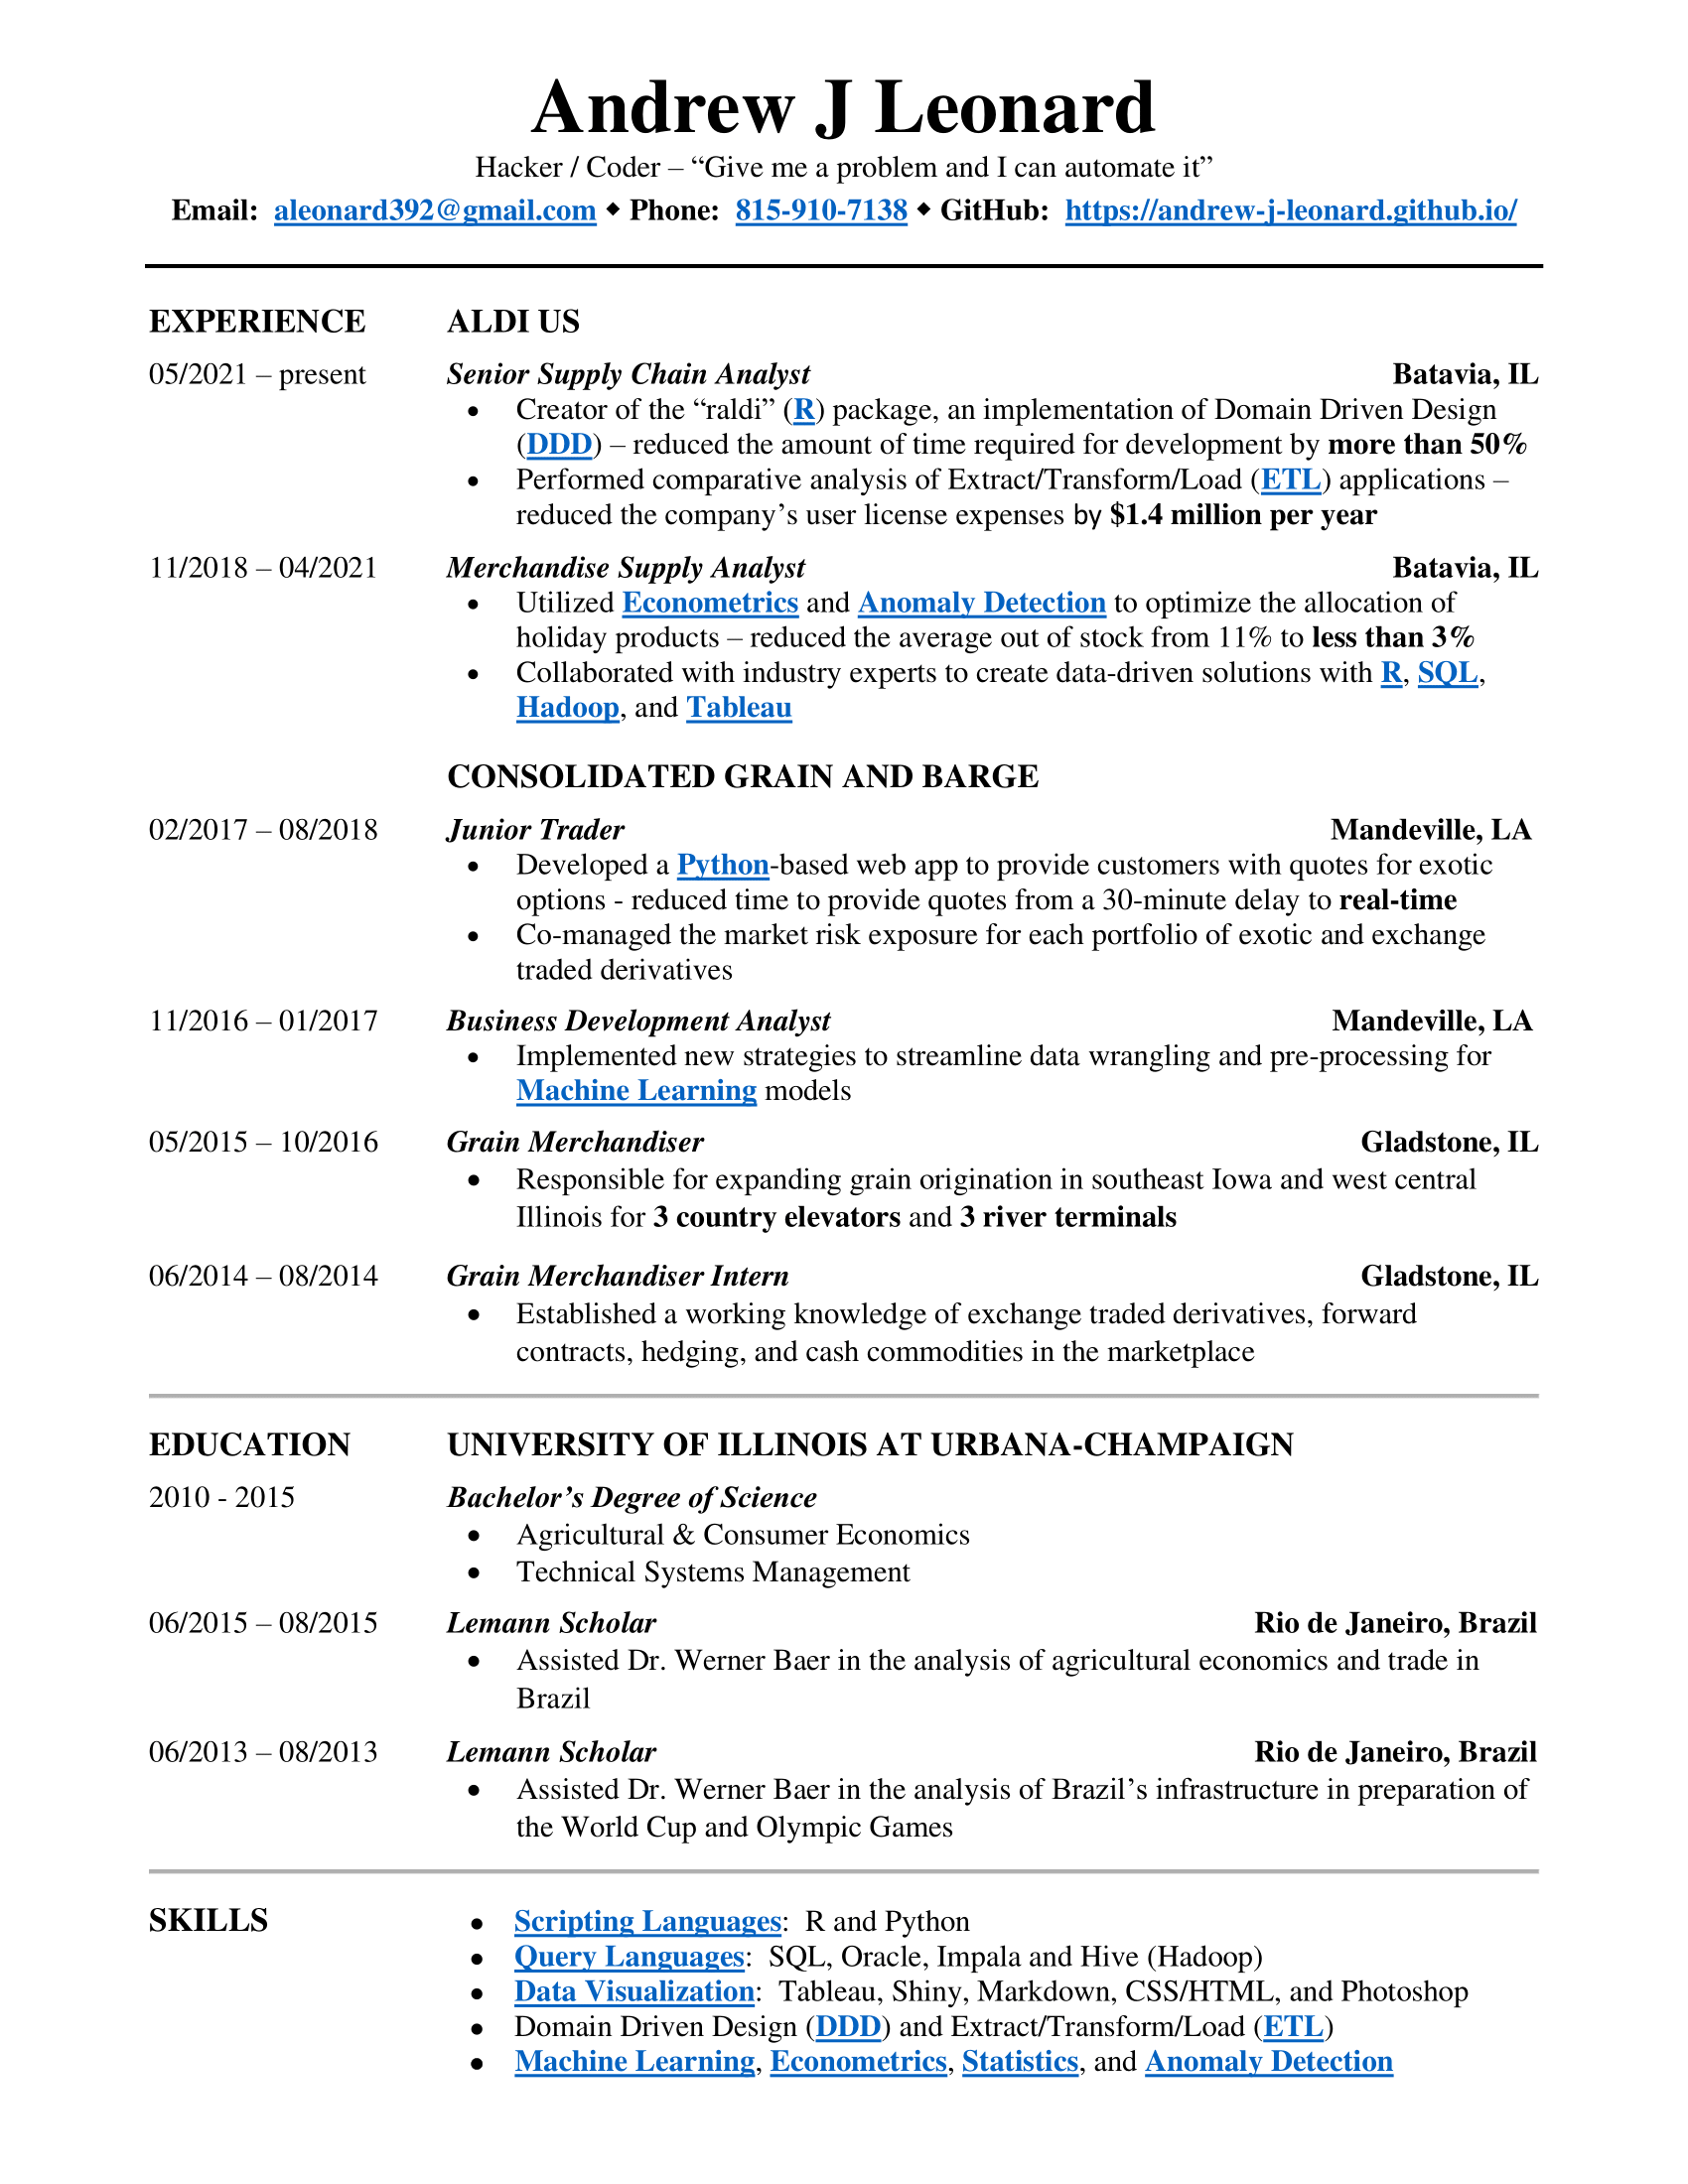 Andrew J Leonard
Hacker / Coder – “Give me a problem and I can automate it”
Email: aleonard392@gmail.com ◆ Phone: 815-910-7138 ◆ GitHub: https://andrew-j-leonard.github.io/
EXPERIENCE ALDI US
05/2021 – present Senior Supply Chain Analyst Batavia, IL
• Creator of the “raldi” (R) package, an implementation of Domain Driven Design
(DDD) – reduced the amount of time required for development by more than 50%
• Performed comparative analysis of Extract/Transform/Load (ETL) applications –
reduced the company’s user license expenses by $1.4 million per year
11/2018 – 04/2021 Merchandise Supply Analyst Batavia, IL
• Utilized Econometrics and Anomaly Detection to optimize the allocation of
holiday products – reduced the average out of stock from 11% to less than 3%
• Collaborated with industry experts to create data-driven solutions with R, SQL,
Hadoop, and Tableau
CONSOLIDATED GRAIN AND BARGE
02/2017 – 08/2018 Junior Trader Mandeville, LA
• Developed a Python-based web app to provide customers with quotes for exotic
options - reduced time to provide quotes from a 30-minute delay to real-time
• Co-managed the market risk exposure for each portfolio of exotic and exchange
traded derivatives
11/2016 – 01/2017 Business Development Analyst Mandeville, LA
• Implemented new strategies to streamline data wrangling and pre-processing for
Machine Learning models
05/2015 – 10/2016 Grain Merchandiser Gladstone, IL
• Responsible for expanding grain origination in southeast Iowa and west central
Illinois for 3 country elevators and 3 river terminals
06/2014 – 08/2014 Grain Merchandiser Intern Gladstone, IL
• Established a working knowledge of exchange traded derivatives, forward
contracts, hedging, and cash commodities in the marketplace
EDUCATION UNIVERSITY OF ILLINOIS AT URBANA-CHAMPAIGN
2010 - 2015 Bachelor’s Degree of Science
• Agricultural & Consumer Economics
• Technical Systems Management
06/2015 – 08/2015 Lemann Scholar Rio de Janeiro, Brazil
• Assisted Dr. Werner Baer in the analysis of agricultural economics and trade in
Brazil
06/2013 – 08/2013 Lemann Scholar Rio de Janeiro, Brazil
• Assisted Dr. Werner Baer in the analysis of Brazil’s infrastructure in preparation of
the World Cup and Olympic Games
SKILLS • Scripting Languages: R and Python
• Query Languages: SQL, Oracle, Impala and Hive (Hadoop)
• Data Visualization: Tableau, Shiny, Markdown, CSS/HTML, and Photoshop
• Domain Driven Design (DDD) and Extract/Transform/Load (ETL)
• Machine Learning, Econometrics, Statistics, and Anomaly Detection